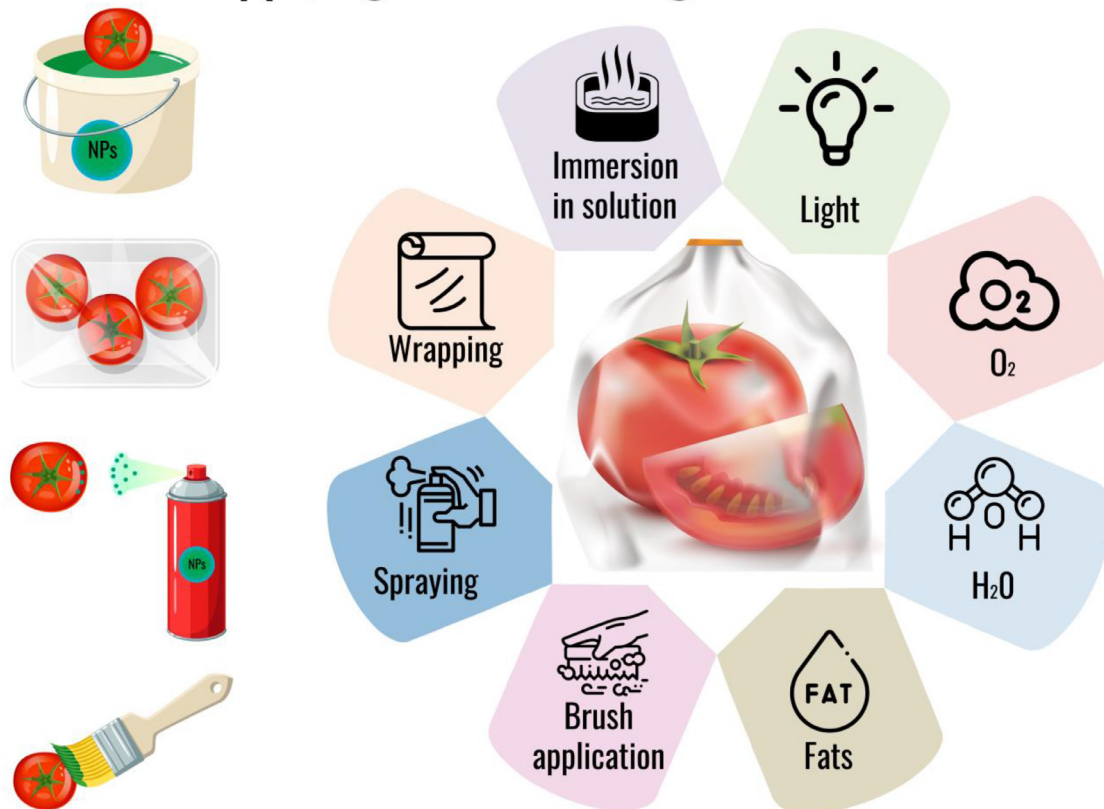 NPs
NPs
Immersion
in solution
Light
Wrapping
O2
O₂
Spraying
H O H
H₂O
Brush
application
FAT
Fats